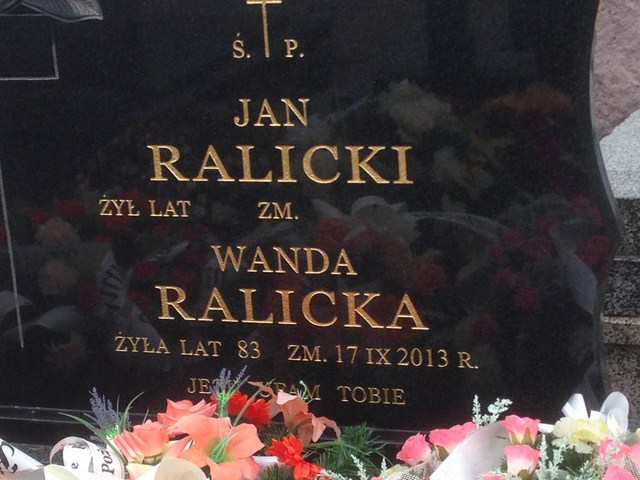 Ś. P.
JAN
RALICKI
ŻYŁ LAT ZM.
WANDA
RALICKA
ŻYŁA LAT 83 ZM. 17 IX 2013 R.
TOBIE